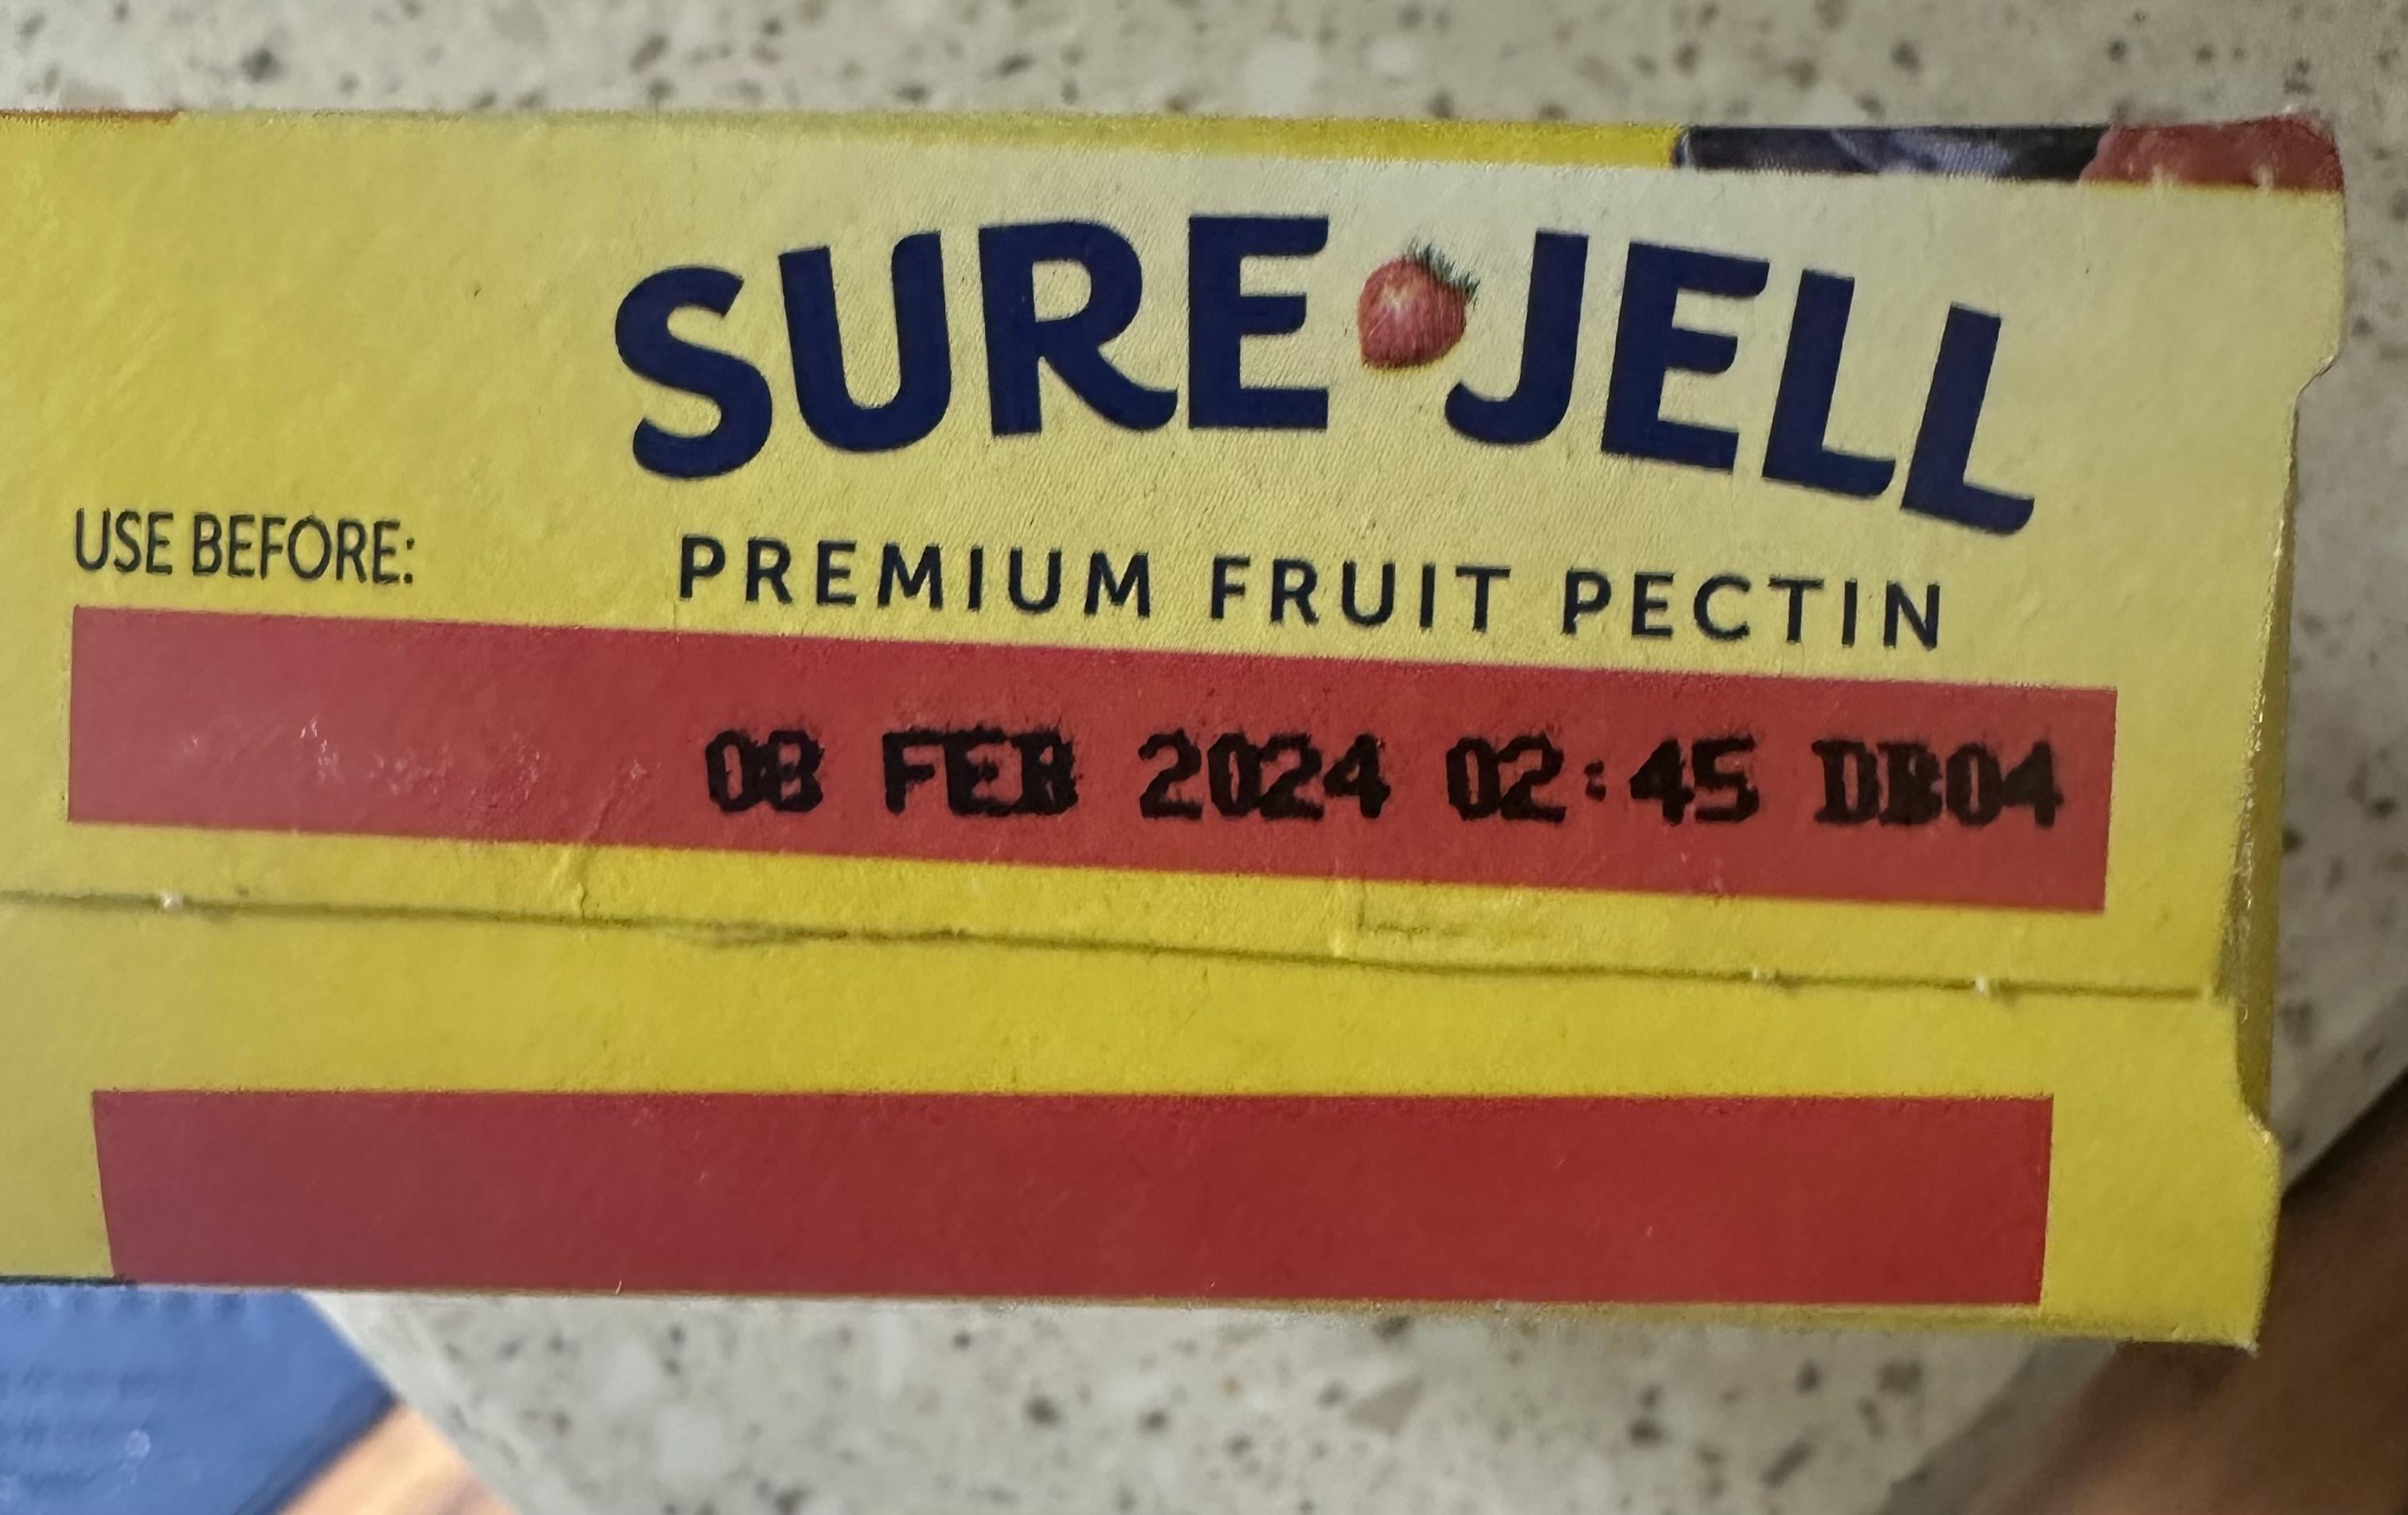 SURE JELL
USE BEFORE:
PREMIUM FRUIT PECTIN
08 FEB 2024 02:45 DB04